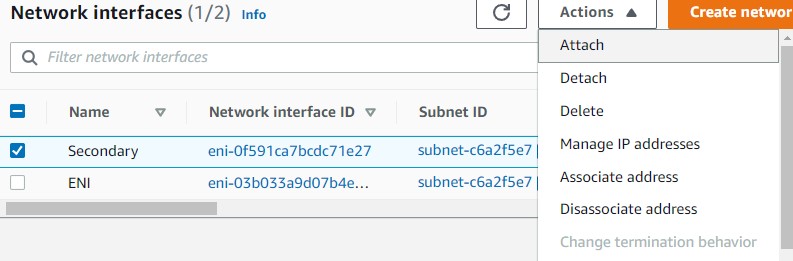 Network interfaces (1/2) Info
Actions
Create networ
Filter network interfaces
Name Network interface ID Subnet ID
Secondary eni-0f591ca7bcdc71e27 subnet-c6a2f5e7
ENI eni-03b033a9d07b4e... subnet-c6a2f5e7
Attach
Detach
Delete
Manage IP addresses
Associate address
Disassociate address
Change termination behavior